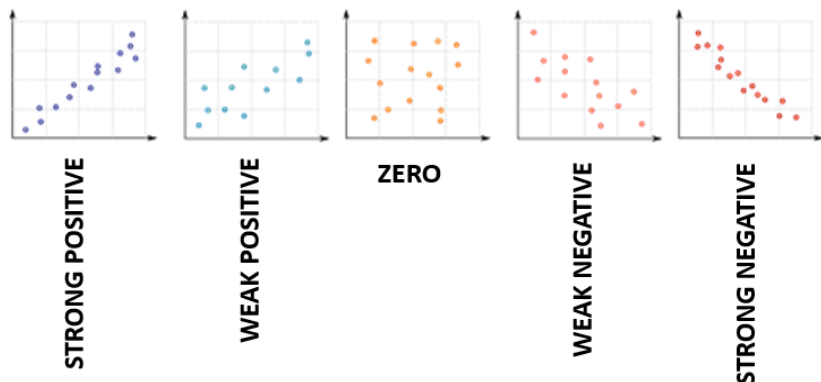 STRONG POSITIVE
WEAK POSITIVE
ZERO
WEAK NEGATIVE
STRONG NEGATIVE